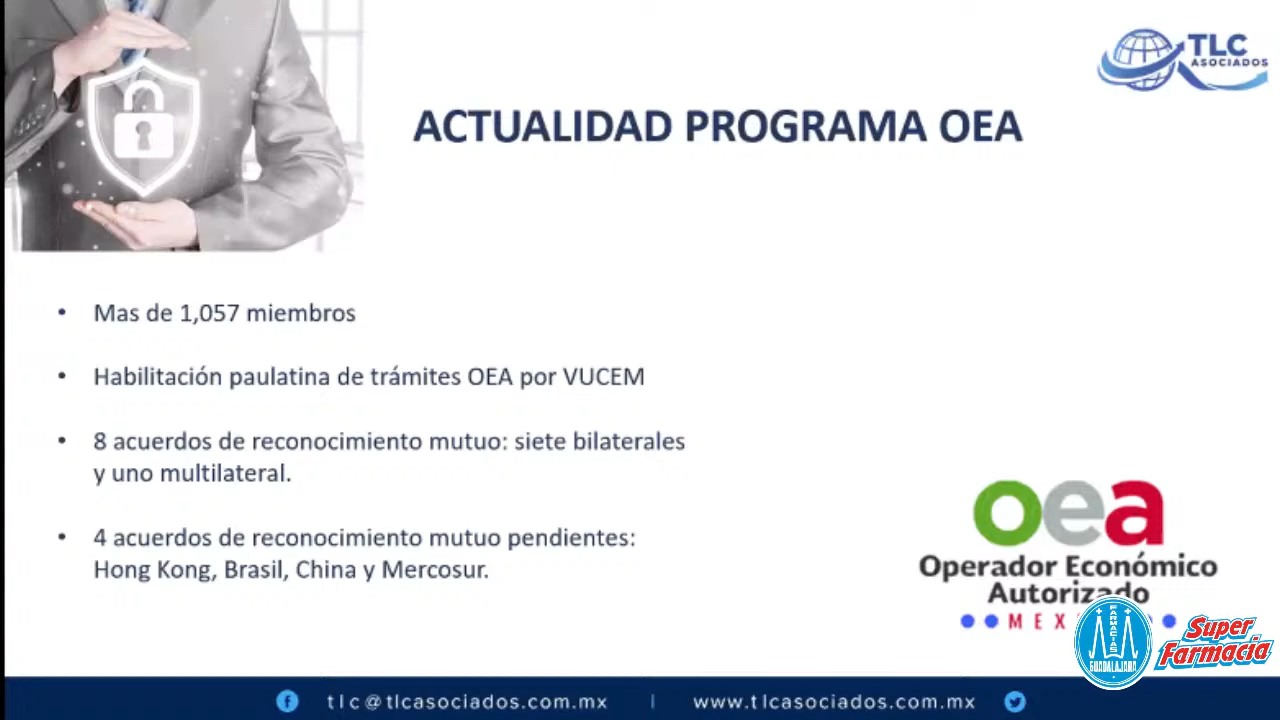 TLC
ASOCIADOS
ACTUALIDAD PROGRAMA OEA
• Mas de 1,057 miembros
• Habilitación paulatina de trámites OEA por VUCEM
• 8 acuerdos de reconocimiento mutuo: siete bilaterales
y uno multilateral.
• 4 acuerdos de reconocimiento mutuo pendientes:
Hong Kong, Brasil, China y Mercosur.
oea
Operador Económico
Autorizado
FARMACIAS
GUADALAJARA
Super
Farmacia
tlc@tlcasociados.com.mx | www.tlcasociados.com.mx